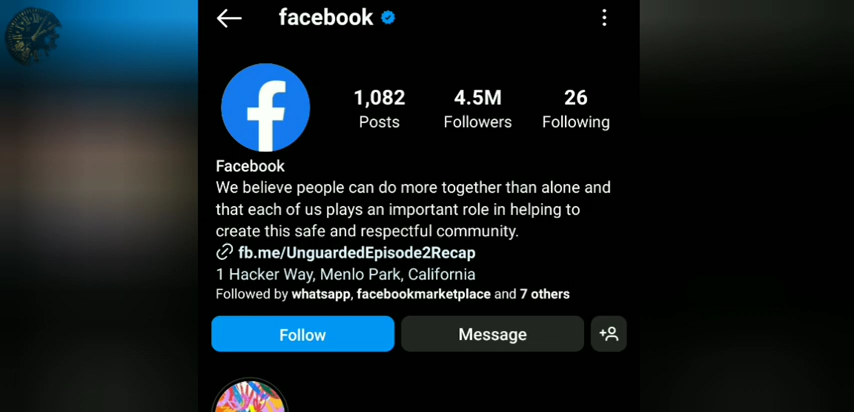 facebook
1,082 4.5M 26
Posts Followers Following
Facebook
We believe people can do more together than alone and
that each of us plays an important role in helping to
create this safe and respectful community.
fb.me/UnguardedEpisode2Recap
1 Hacker Way, Menlo Park, California
Followed by whatsapp, facebookmarketplace and 7 others
Follow Message